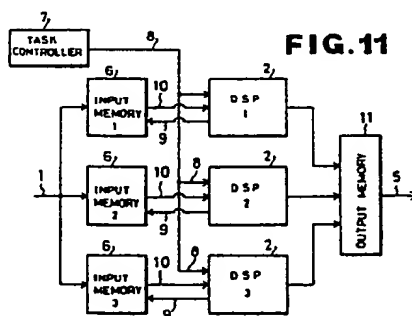 7
TASK
CONTROLLER
8
FIG.11
6
INPUT
MEMORY
1
10
9
2
DSP
1
11
OUTPUT MEMORY
1
5
6
INPUT
MEMORY
2
10
9
8
2
DSP
2
6
INPUT
MEMORY
3
10
9
8
2
DSP
3